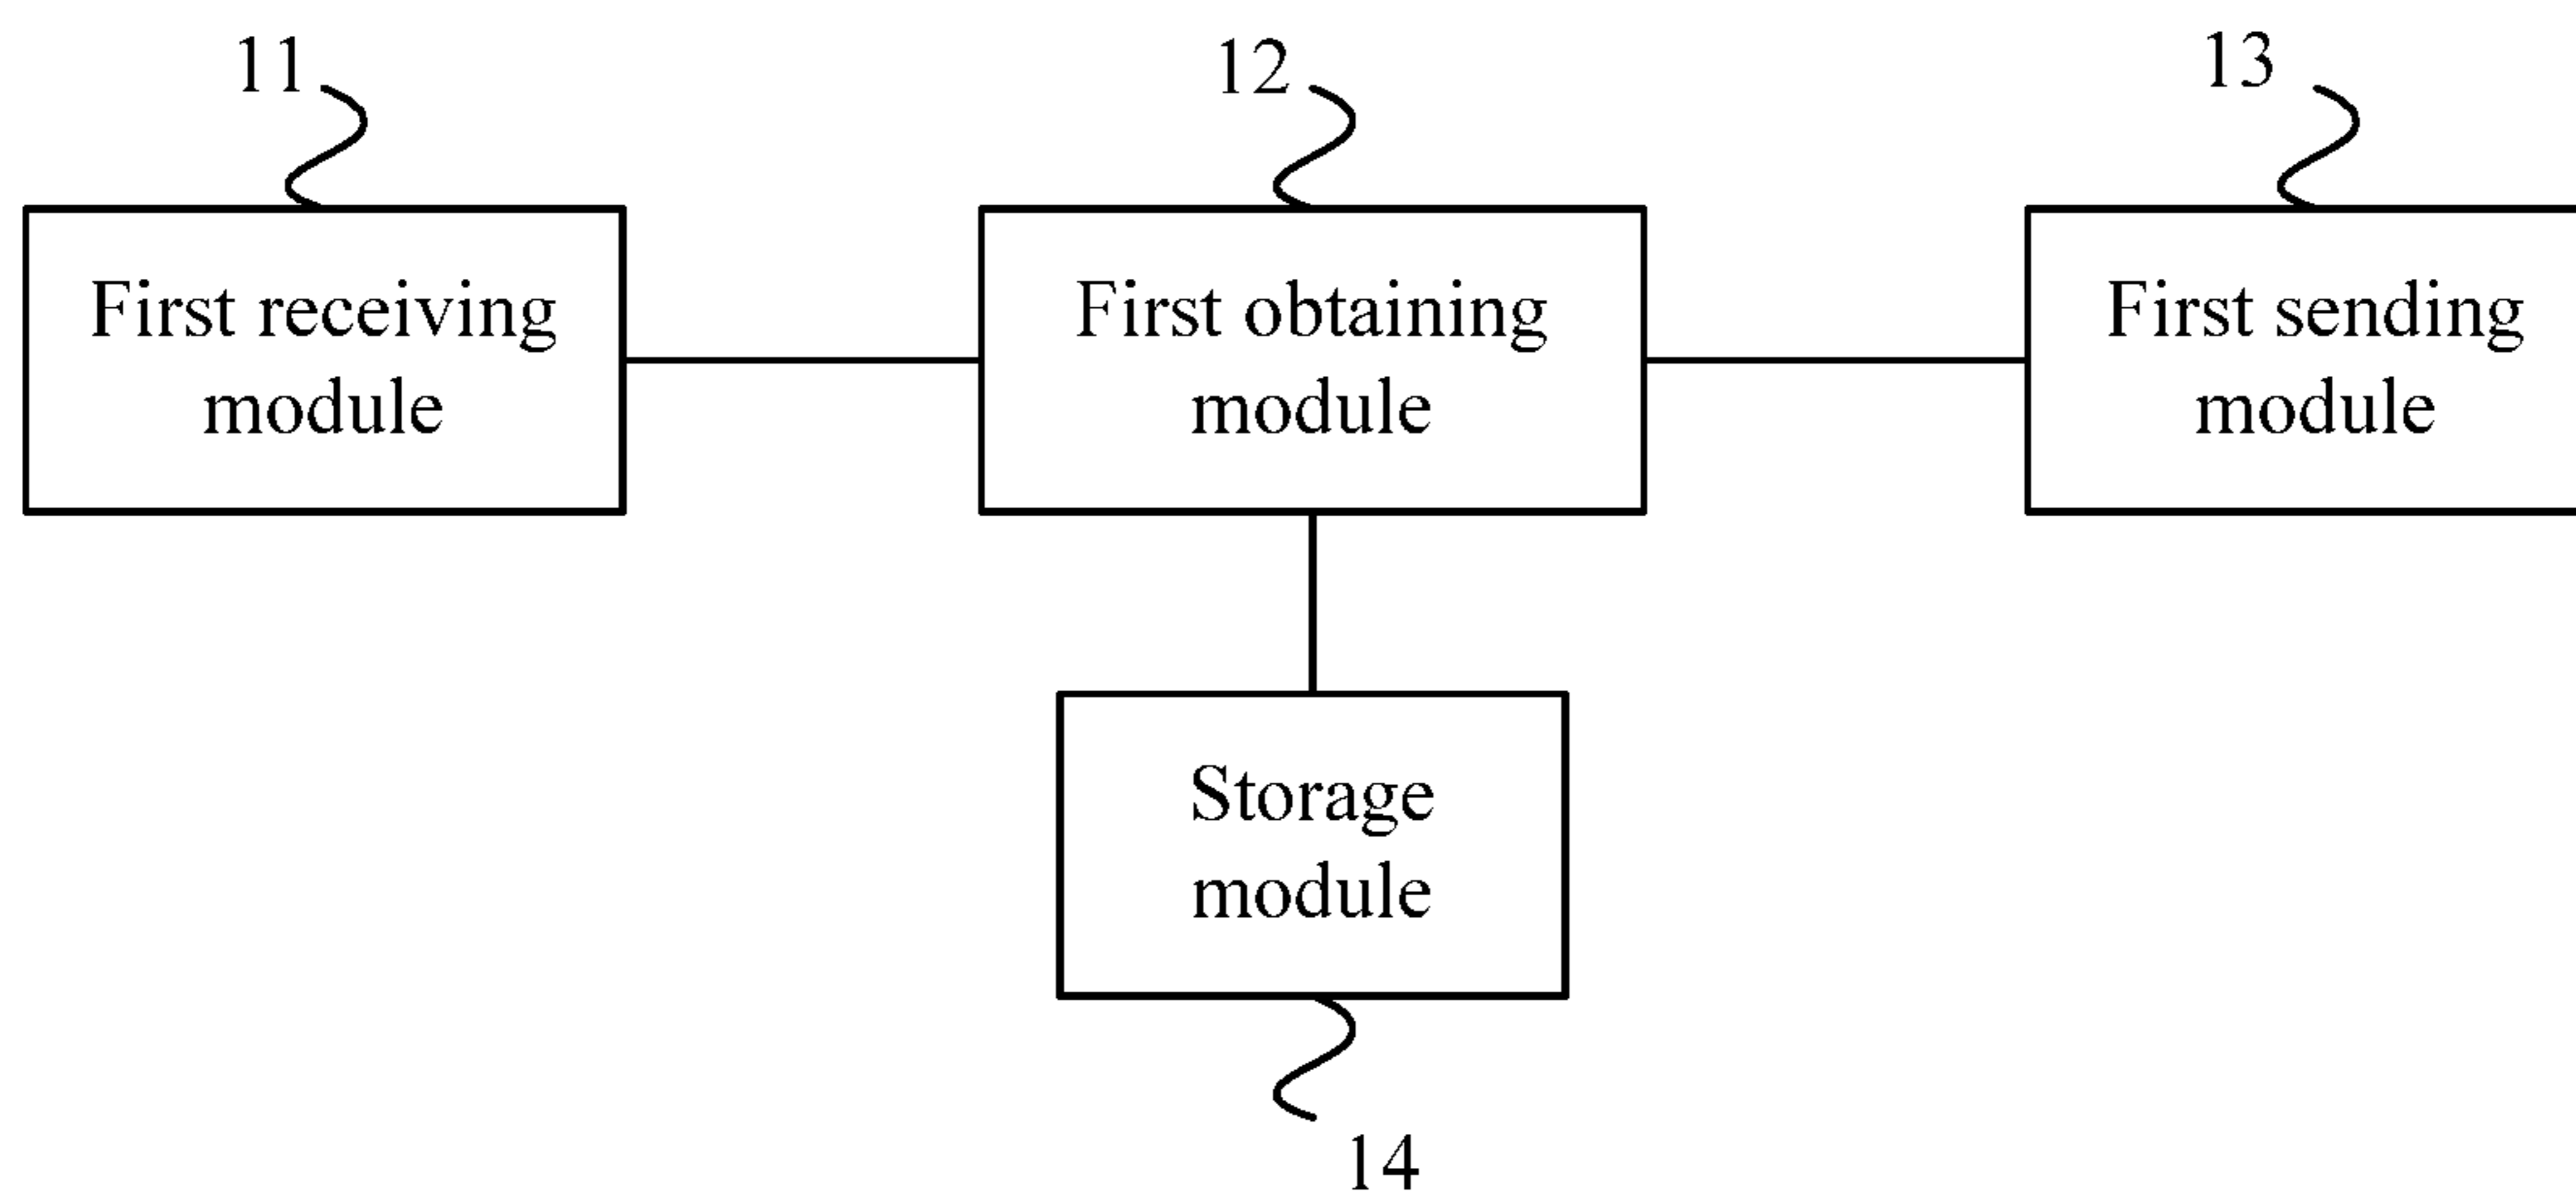 11
12
13
First receiving
module
First obtaining
module
First sending
module
Storage
module
14